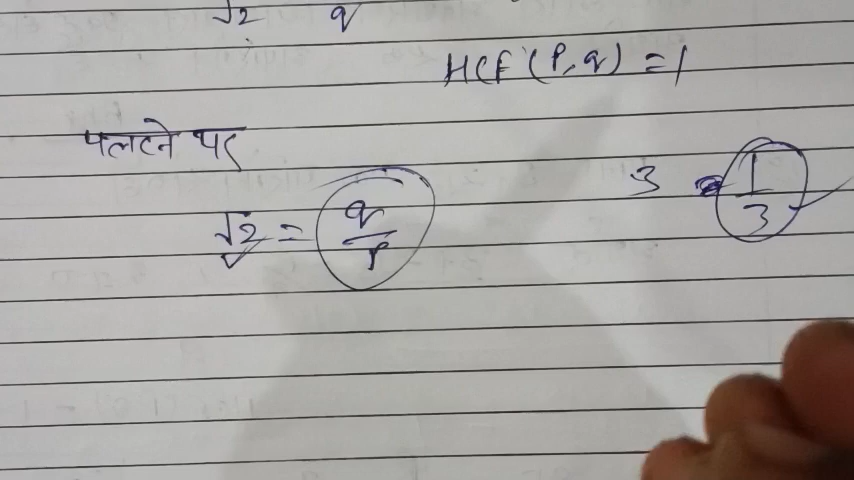 √2 q
HCF (P, q) = 1
पलटने पर
√2 = q/P 3 1/3